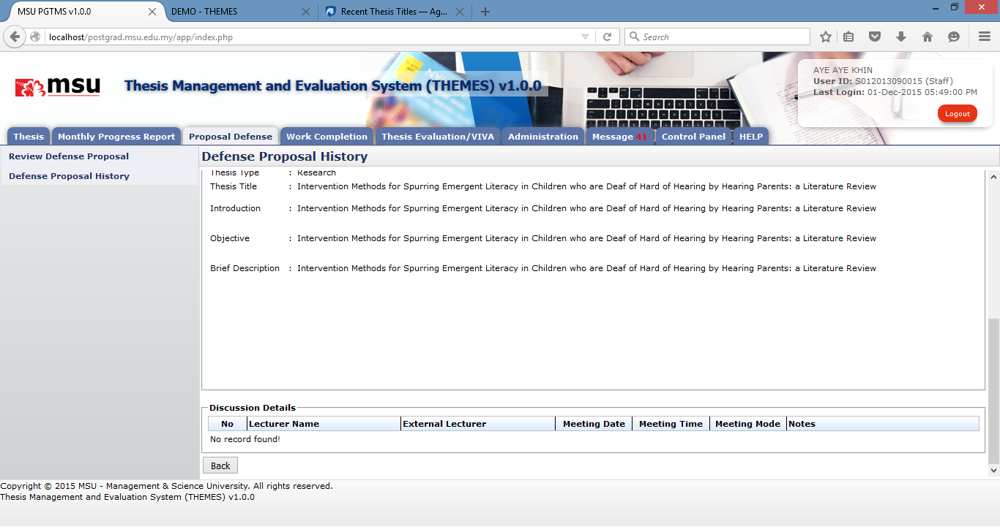 MSU PGTMS v1.0.0
DEMO - THEMES
Recent Thesis Titles — Ag...
localhost/postgrad.msu.edu.my/app/index.php
Search
msu
Thesis Management and Evaluation System (THEMES) v1.0.0
AYE AYE KHIN
User ID: S012013090015 (Staff)
Last Login: 01-Dec-2015 05:49:00 PM
Logout
Thesis
Monthly Progress Report
Proposal Defense
Work Completion
Thesis Evaluation/VIVA
Administration
Message 41
Control Panel
HELP
Review Defense Proposal
Defense Proposal History
Defense Proposal History
Thesis Type : Research
Thesis Title : Intervention Methods for Spurring Emergent Literacy in Children who are Deaf of Hard of Hearing by Hearing Parents: a Literature Review
Introduction : Intervention Methods for Spurring Emergent Literacy in Children who are Deaf of Hard of Hearing by Hearing Parents: a Literature Review
Objective : Intervention Methods for Spurring Emergent Literacy in Children who are Deaf of Hard of Hearing by Hearing Parents: a Literature Review
Brief Description : Intervention Methods for Spurring Emergent Literacy in Children who are Deaf of Hard of Hearing by Hearing Parents: a Literature Review
Discussion Details
No Lecturer Name External Lecturer Meeting Date Meeting Time Meeting Mode Notes
No record found!
Back
Copyright © 2015 MSU - Management & Science University. All rights reserved.
Thesis Management and Evaluation System (THEMES) v1.0.0